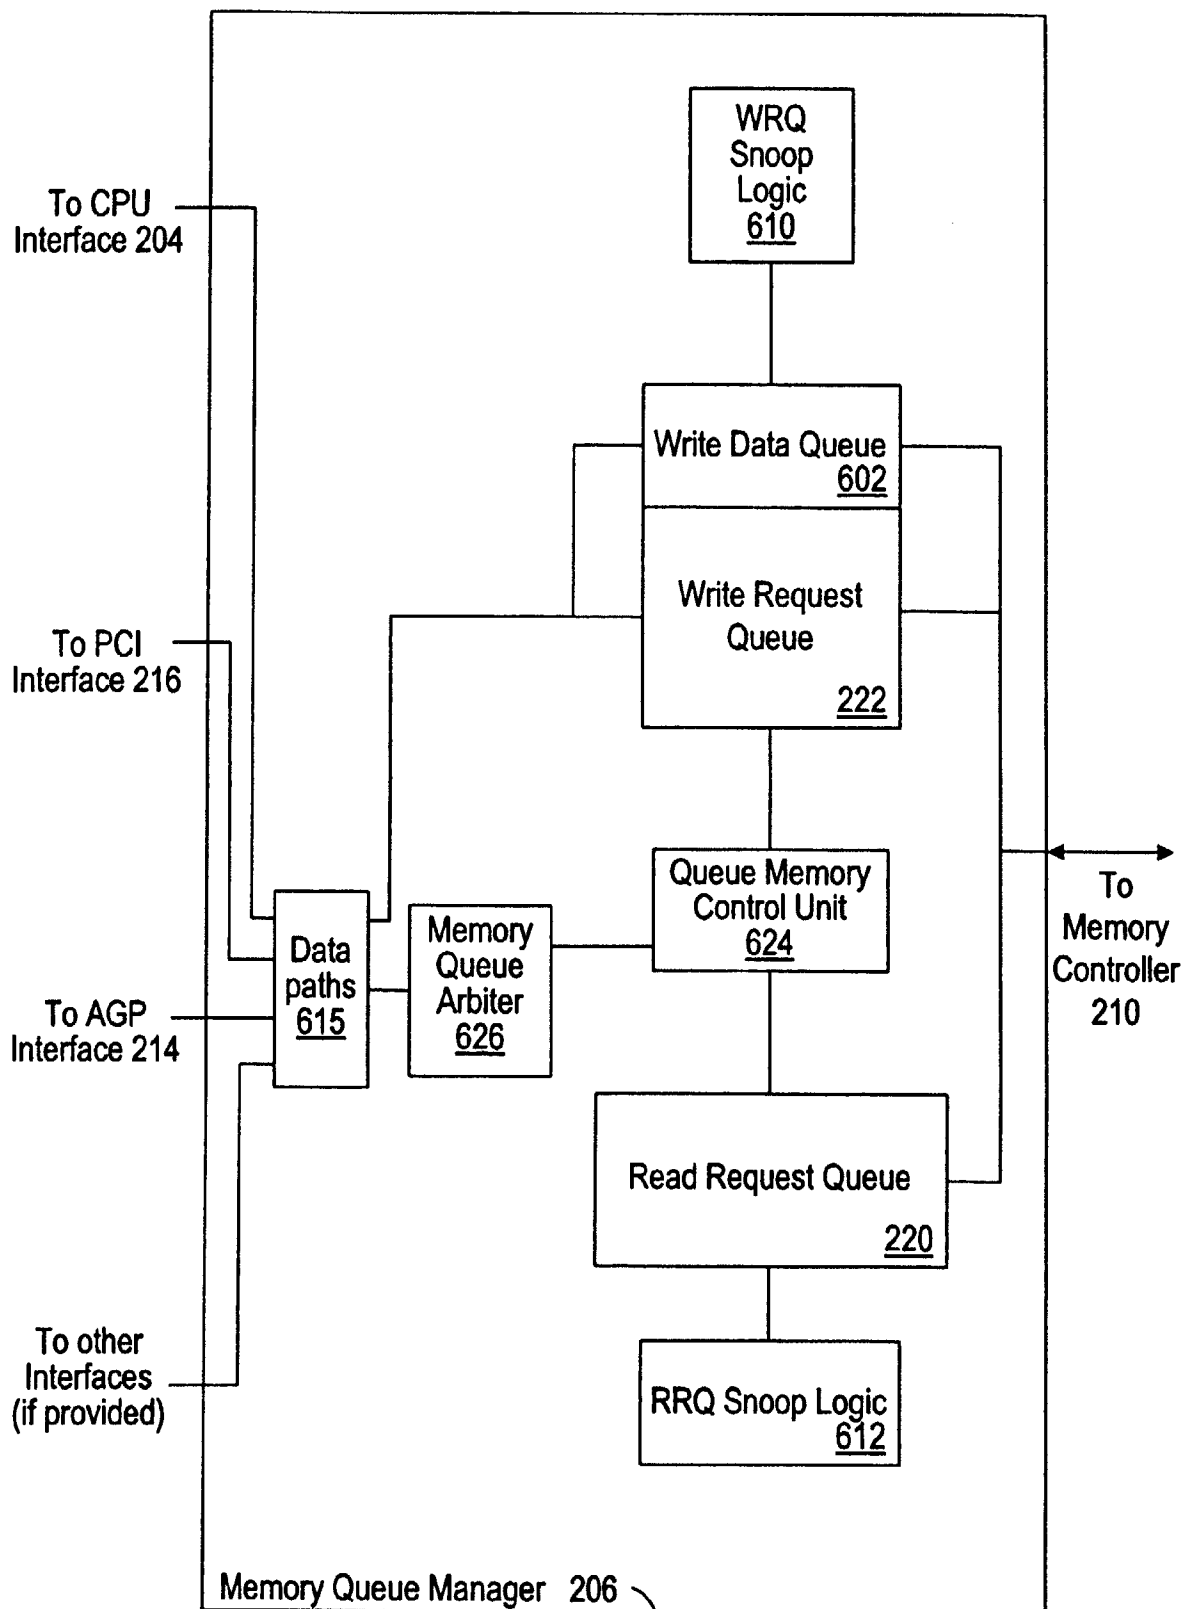 WRQ
Snoop
Logic
610
To CPU
Interface 204
Write Data Queue
602
Write Request
Queue
222
To PCI
Interface 216
Queue Memory
Control Unit
624
Memory
Queue
Arbiter
626
Data
paths
615
To
Memory
Controller
210
To AGP
Interface 214
Read Request Queue
220
To other
Interfaces
(if provided)
RRQ Snoop Logic
612
Memory Queue Manager 206